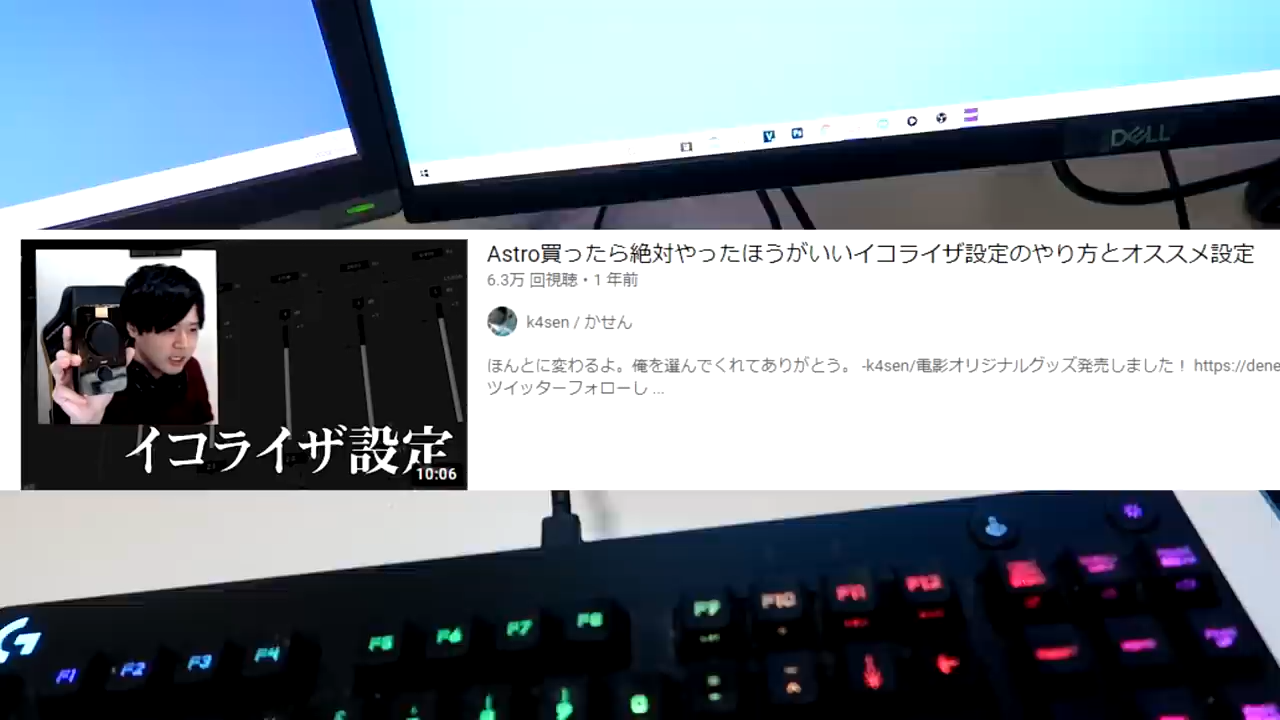 DELL
Astro買ったら絶対やったほうがいいイコライザ設定のやり方とオススメ設定
6.3万 回視聴・1 年前
k4sen / かせん
ほんとに変わるよ。俺を選んでくれてありがとう。 -k4sen/電影オリジナルグッズ発売しました！ https://dene
ツイッターフォローし ...
イコライザ設定
10:06
G
F1 F2 F3 F4 F5 F6 F7 F8 F9 F10 F11 F12